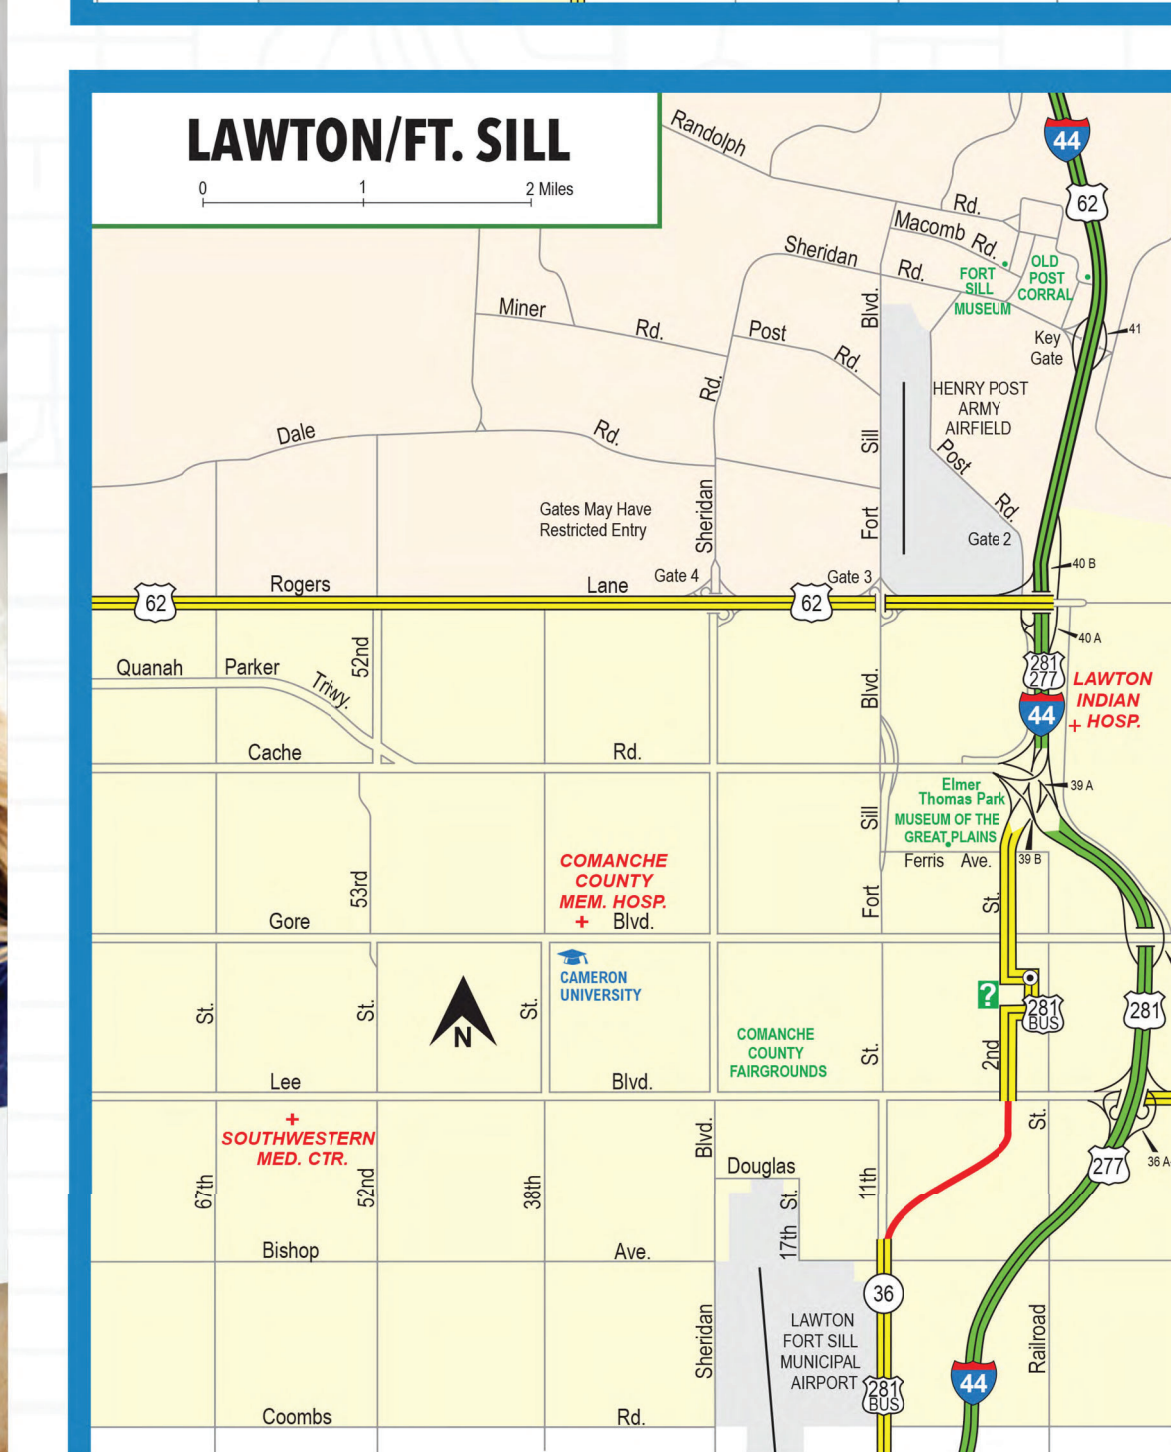 LAWTON/FT. SILL
0 1 2 Miles
Randolph
Rd.
44
62
Macomb Rd.
Sheridan
Rd.
FORT
SILL
MUSEUM
OLD
POST
CORRAL
Blvd.
Miner
Rd.
Post
Rd.
Key
Gate
41
Rd.
HENRY POST
ARMY
AIRFIELD
Dale
Rd.
Sill
Post
Rd.
Gates May Have
Restricted Entry
Sheridan
Fort
Gate 2
40 B
Rogers
Lane
Gate 4
Gate 3
62
62
40 A
52nd
Quanah
Parker
Triwy.
Blvd.
281
277
LAWTON
INDIAN
+ HOSP.
44
Cache
Rd.
39 A
Elmer
Thomas Park
MUSEUM OF THE
GREAT PLAINS
Sill
Ferris Ave.
39 B
COMANCHE
COUNTY
MEM. HOSP.
+
53rd
Fort
St.
Gore
Blvd.
CAMERON
UNIVERSITY
St.
St.
St.
N
?
281
BUS
281
COMANCHE
COUNTY
FAIRGROUNDS
St.
2nd
Lee
Blvd.
+
SOUTHWESTERN
MED. CTR.
Blvd.
St.
36 A
Douglas
277
67th
52nd
38th
St.
17th
11th
Bishop
Ave.
36
Sheridan
LAWTON
FORT SILL
MUNICIPAL
AIRPORT
Railroad
44
281
BUS
Coombs
Rd.